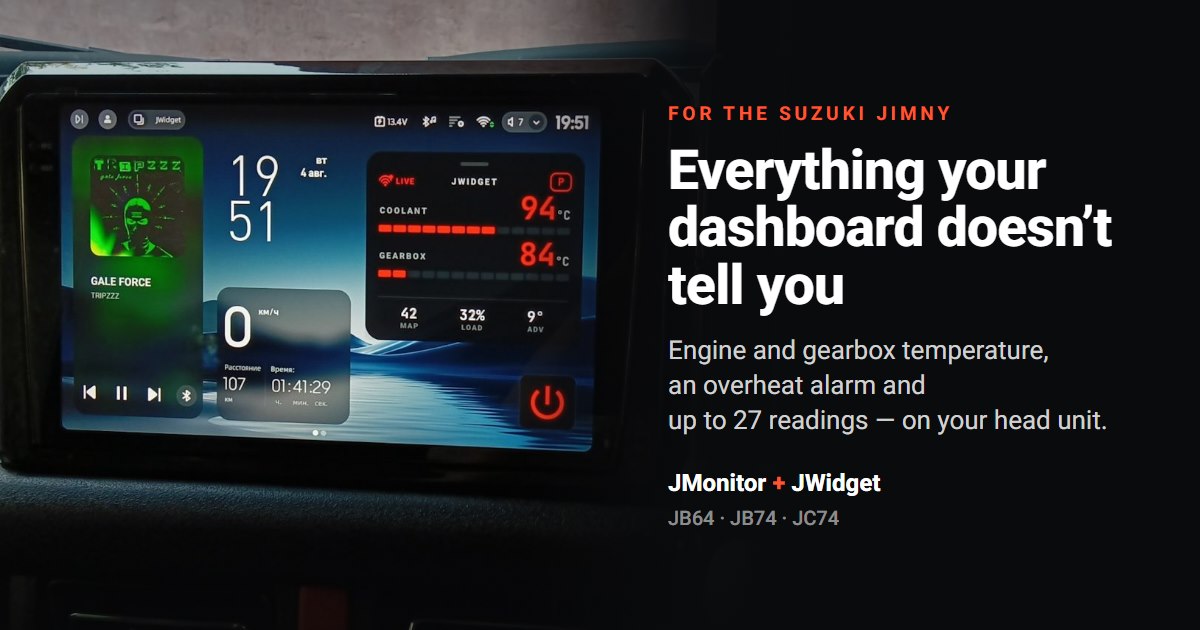 JWidget
13.4V
7
19:51
TRIPZZZ
gale force
GALE FORCE
TRIPZZZ
19
51
вт
4 авг.
0 км/ч
Расстояние
107
км
Время:
01:41:29
ч. мин. сек.
LIVE
JWIDGET
P
COOLANT
94°C
GEARBOX
84°C
42
MAP
32%
LOAD
9°
ADV
FOR THE SUZUKI JIMNY
Everything your
dashboard doesn’t
tell you
Engine and gearbox temperature,
an overheat alarm and
up to 27 readings — on your head unit.
JMonitor + JWidget
JB64 · JB74 · JC74